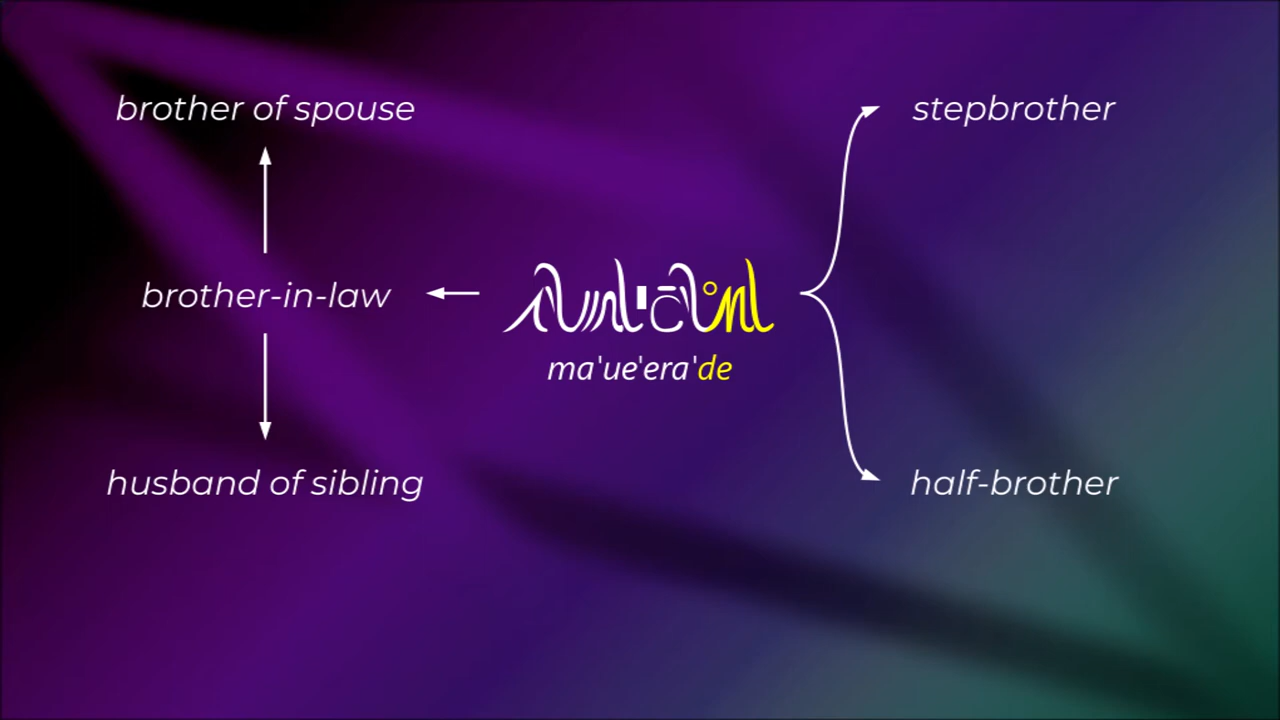 brother of spouse
stepbrother
brother-in-law
ma'ue'era'de
husband of sibling
half-brother